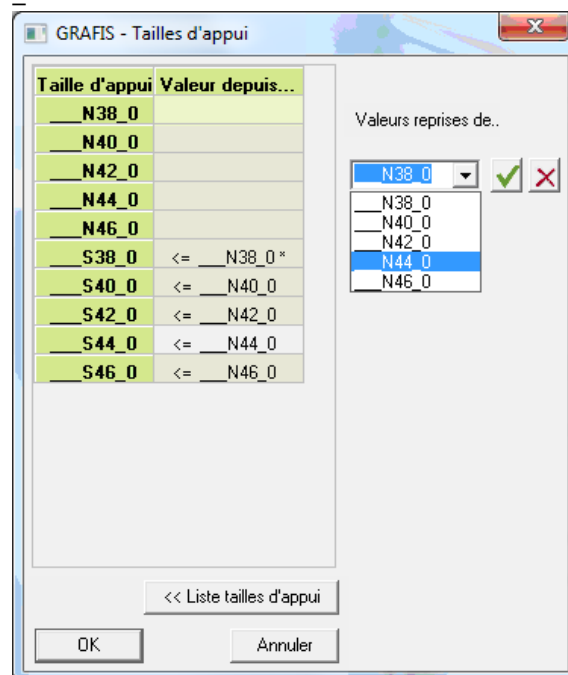 GRAFIS - Tailles d'appui
x
Taille d'appui Valeur depuis...
___N38_0
___N40_0
___N42_0
___N44_0
___N46_0
___S38_0 <= ___N38_0 *
___S40_0 <= ___N40_0
___S42_0 <= ___N42_0
___S44_0 <= ___N44_0
___S46_0 <= ___N46_0
Valeurs reprises de..
___N38_0
___N38_0
___N40_0
___N42_0
___N44_0
___N46_0
<< Liste tailles d'appui
OK Annuler